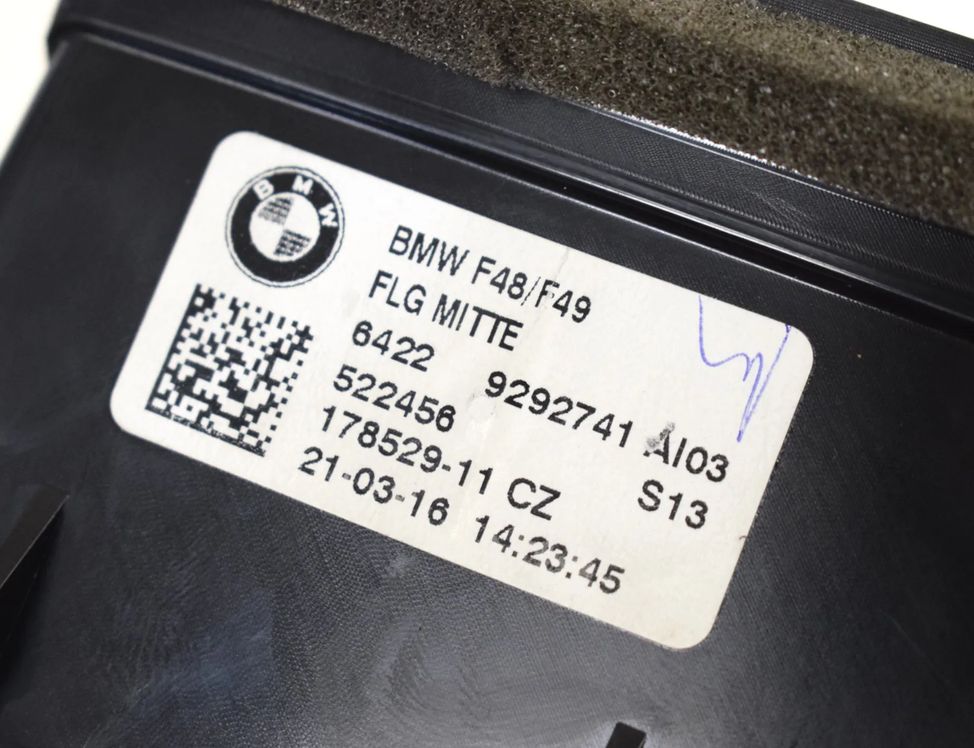 BMW
BMW F48/F49
FLG MITTE
6422 9292741 AI03
522456 S13
178529-11 CZ
21-03-16 14:23:45